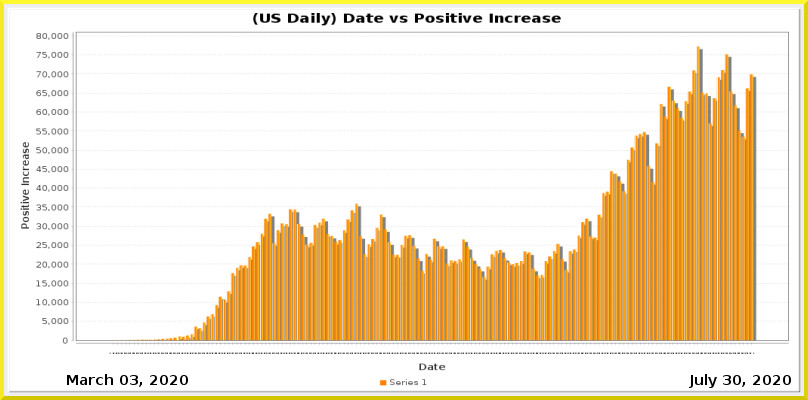 (US Daily) Date vs Positive Increase
80,000
75,000
70,000
65,000
60,000
55,000
50,000
45,000
40,000
35,000
30,000
25,000
20,000
15,000
10,000
5,000
0
Positive Increase
Date
March 03, 2020
Series 1
July 30, 2020